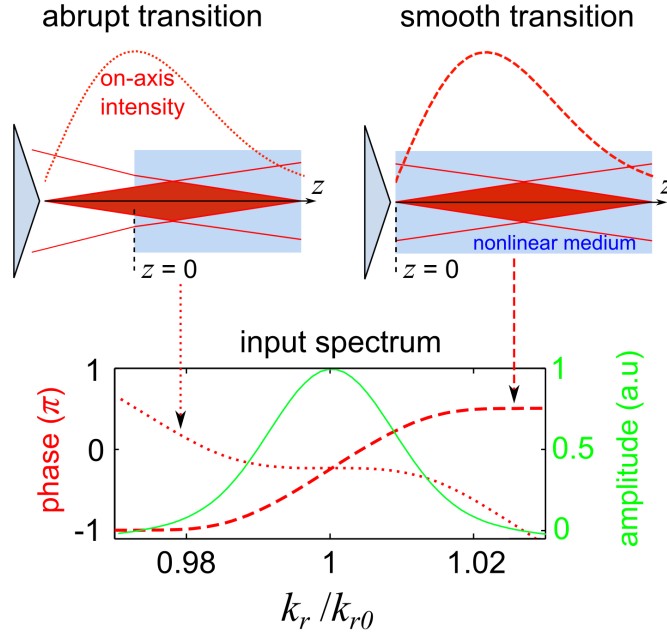 abrupt transition
smooth transition
on-axis
intensity
z
z
nonlinear medium
z = 0
z = 0
input spectrum
phase (π)
1
0
-1
1
0.5
0
amplitude (a.u)
0.98
1
1.02
k_r /k_r0